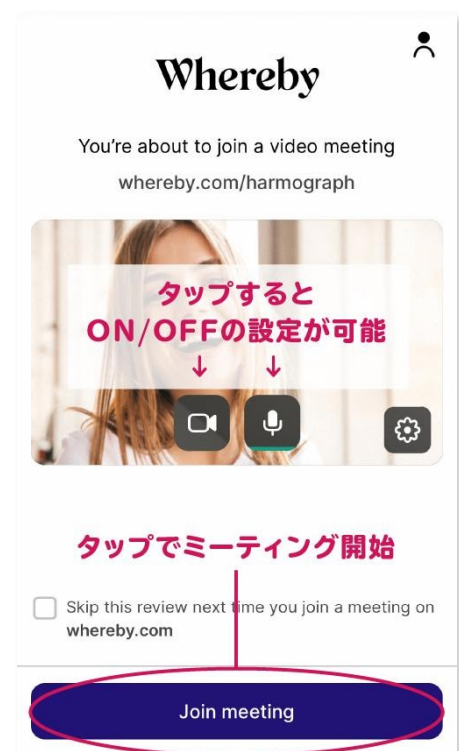 Whereby
You’re about to join a video meeting
whereby.com/harmograph
タップすると
ON/OFFの設定が可能
↓ ↓
タップでミーティング開始
Skip this review next time you join a meeting on
whereby.com
Join meeting